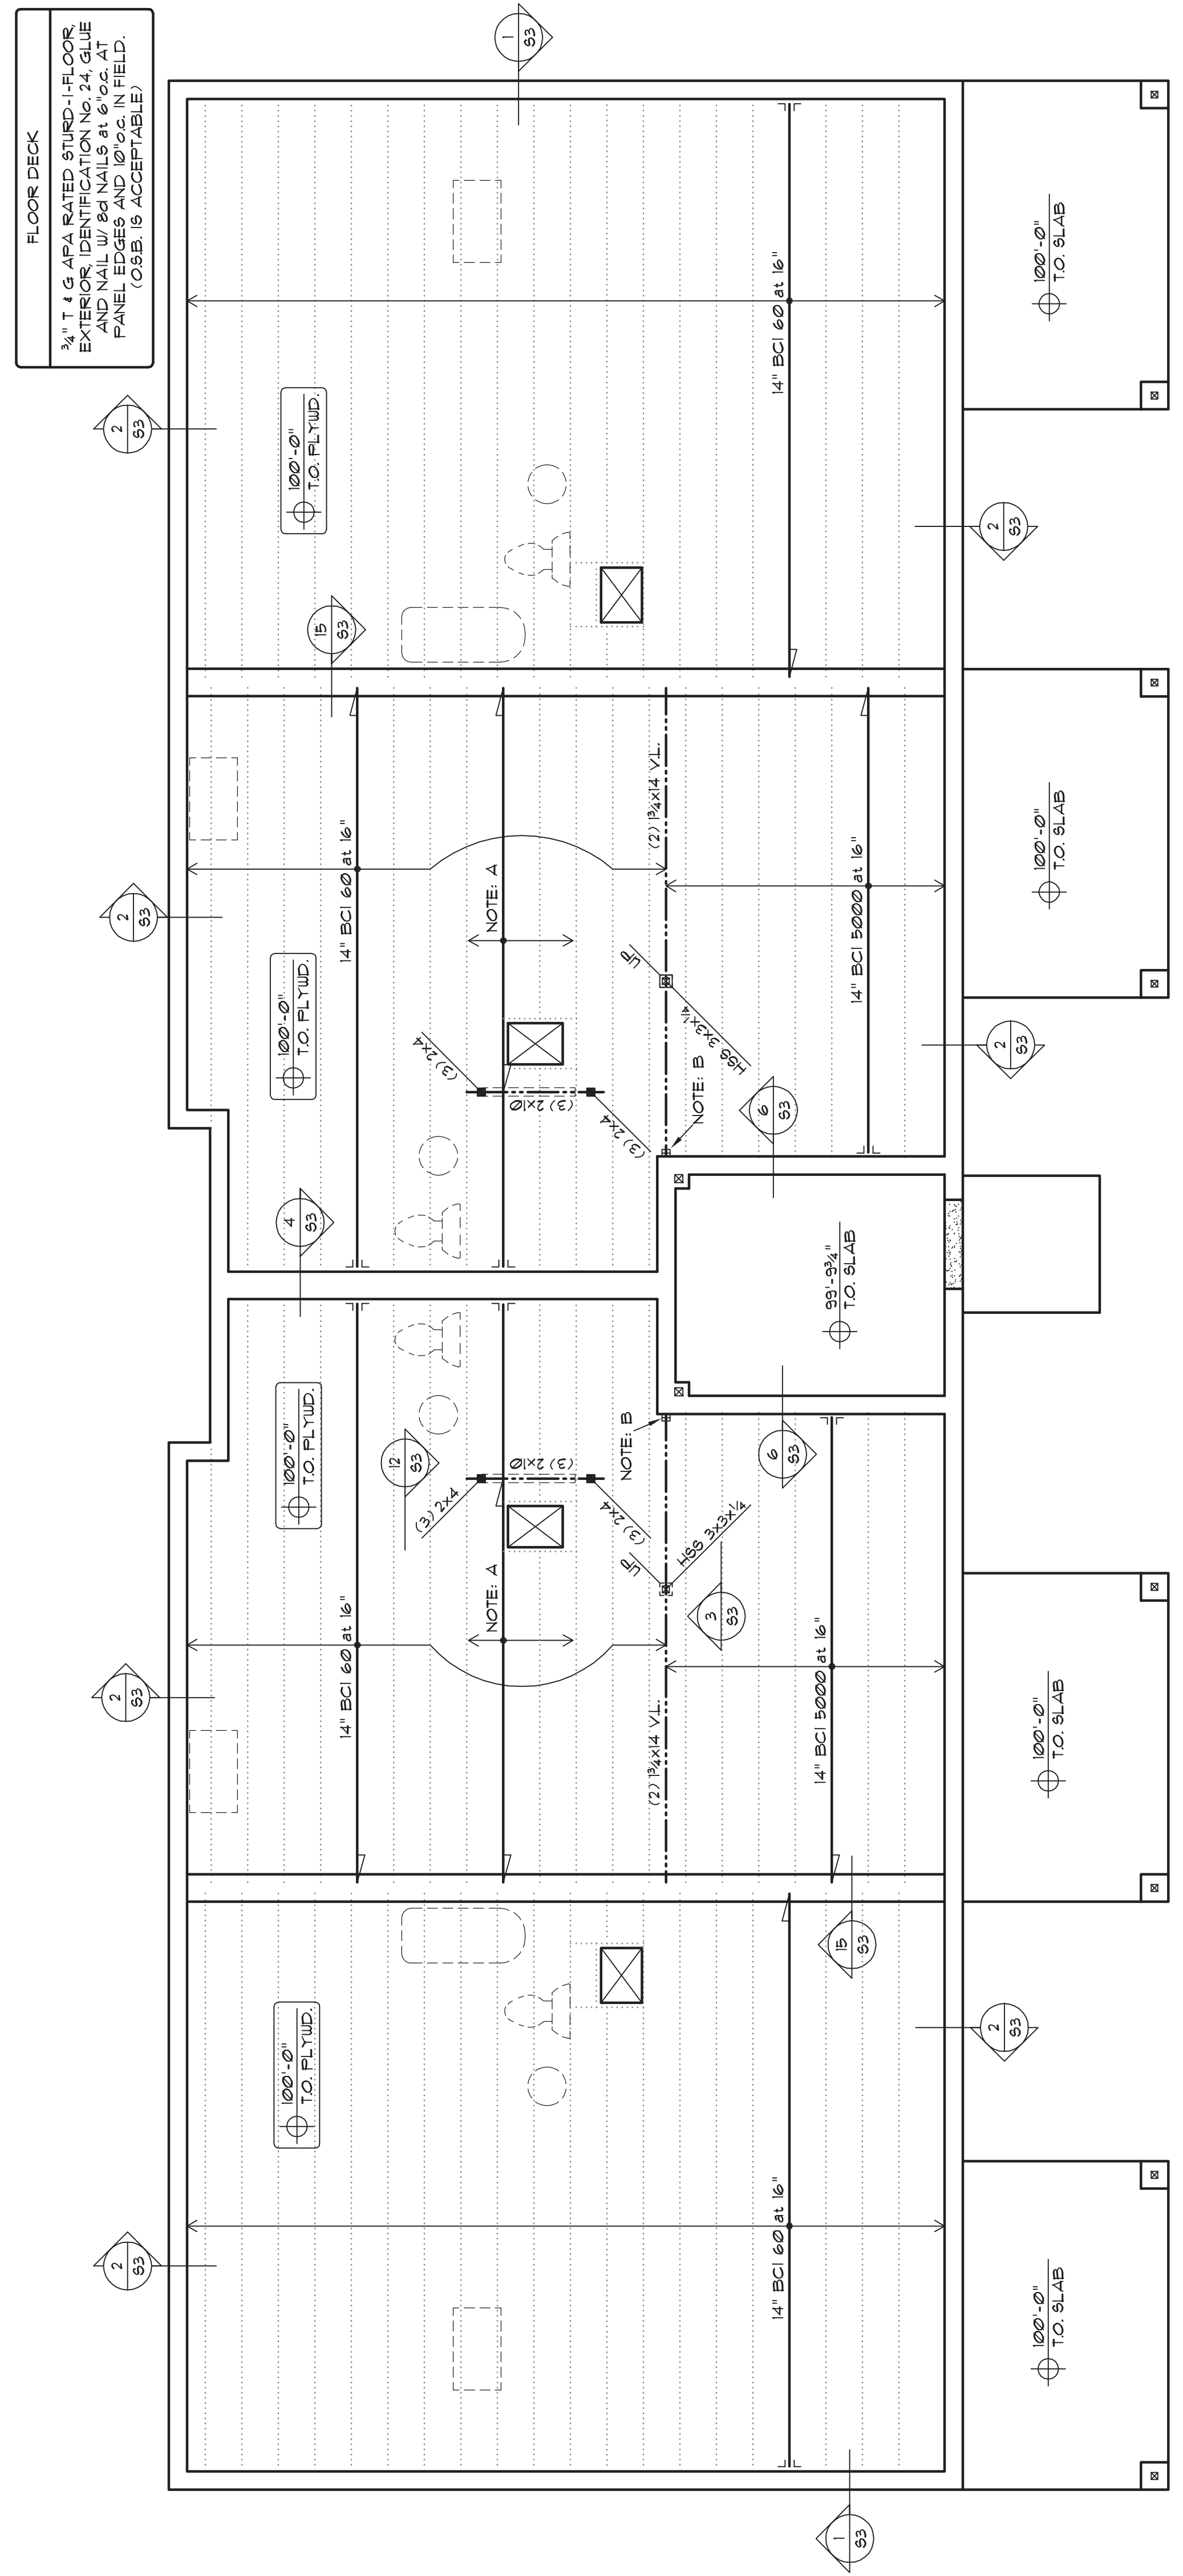 FLOOR DECK
¾" T & G APA RATED STURD-I-FLOOR,
EXTERIOR, IDENTIFICATION No. 24, GLUE
AND NAIL W/ 8d NAILS at 6"o.c. AT
PANEL EDGES AND 10"o.c. IN FIELD.
(O.S.B. IS ACCEPTABLE)
1
S3
2
S3
2
S3
2
S3
2
S3
15
S3
4
S3
12
S3
100'-0"
T.O. PLYWD.
100'-0"
T.O. PLYWD.
100'-0"
T.O. PLYWD.
100'-0"
T.O. PLYWD.
14" BCI 60 at 16"
14" BCI 60 at 16"
14" BCI 60 at 16"
14" BCI 60 at 16"
NOTE: A
NOTE: A
(3) 2x4
(3) 2x10
(3) 2x4
(3) 2x4
(3) 2x10
(3) 2x4
(2) 1¾x14 V.L.
(2) 1¾x14 V.L.
UP
HSS 3x3x¼
NOTE: B
UP
HSS 3x3x¼
NOTE: B
14" BCI 5000 at 16"
14" BCI 5000 at 16"
6
S3
6
S3
3
S3
15
S3
99'-9¾"
T.O. SLAB
2
S3
2
S3
2
S3
1
S3
100'-0"
T.O. SLAB
100'-0"
T.O. SLAB
100'-0"
T.O. SLAB
100'-0"
T.O. SLAB